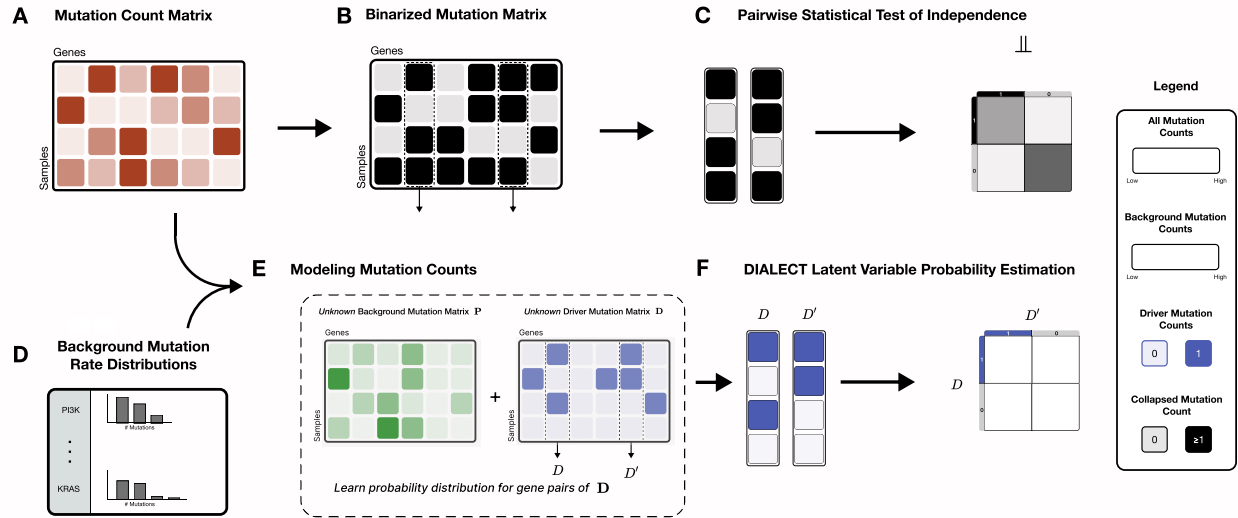 A
Mutation Count Matrix
Genes
Samples
B
Binarized Mutation Matrix
Genes
Samples
C
Pairwise Statistical Test of Independence
⫫
1
0
1
0
D
Background Mutation
Rate Distributions
PI3K
# Mutations
KRAS
# Mutations
E
Modeling Mutation Counts
Unknown Background Mutation Matrix P
Genes
Samples
+
Unknown Driver Mutation Matrix D
Genes
Samples
D
D′
Learn probability distribution for gene pairs of D
F
DIALECT Latent Variable Probability Estimation
D
D′
D′
1
0
D
1
0
Legend
All Mutation
Counts
Low
High
Background Mutation
Counts
Low
High
Driver Mutation
Counts
0
1
Collapsed Mutation
Count
0
≥1